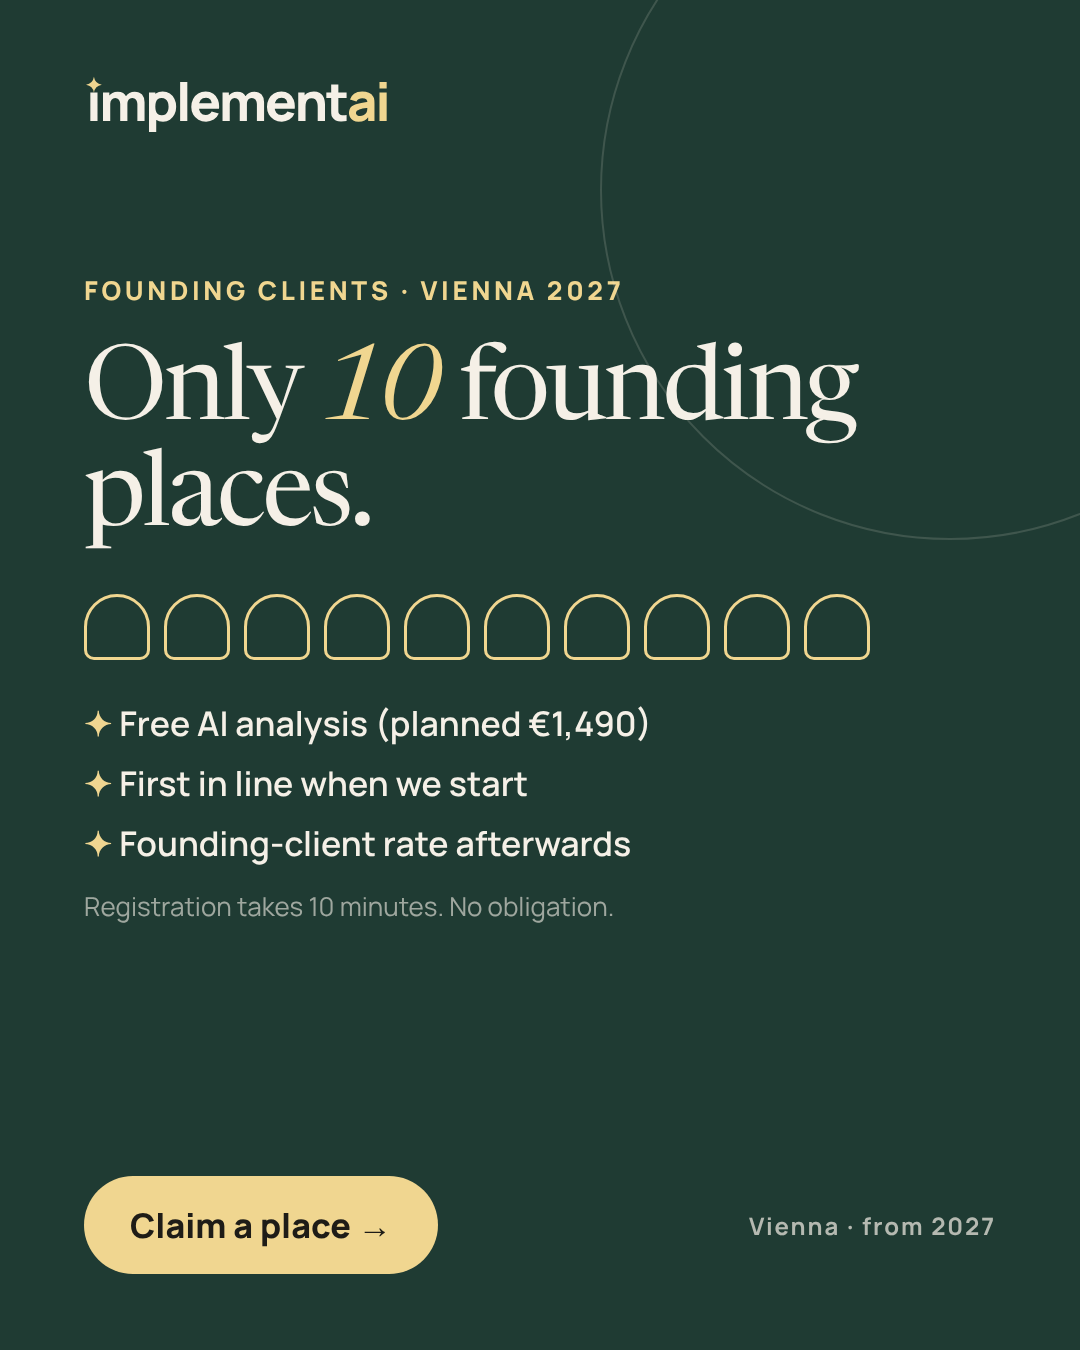 implementai
FOUNDING CLIENTS · VIENNA 2027
Only 10 founding
places.
✦ Free AI analysis (planned €1,490)
✦ First in line when we start
✦ Founding-client rate afterwards
Registration takes 10 minutes. No obligation.
Claim a place →
Vienna · from 2027